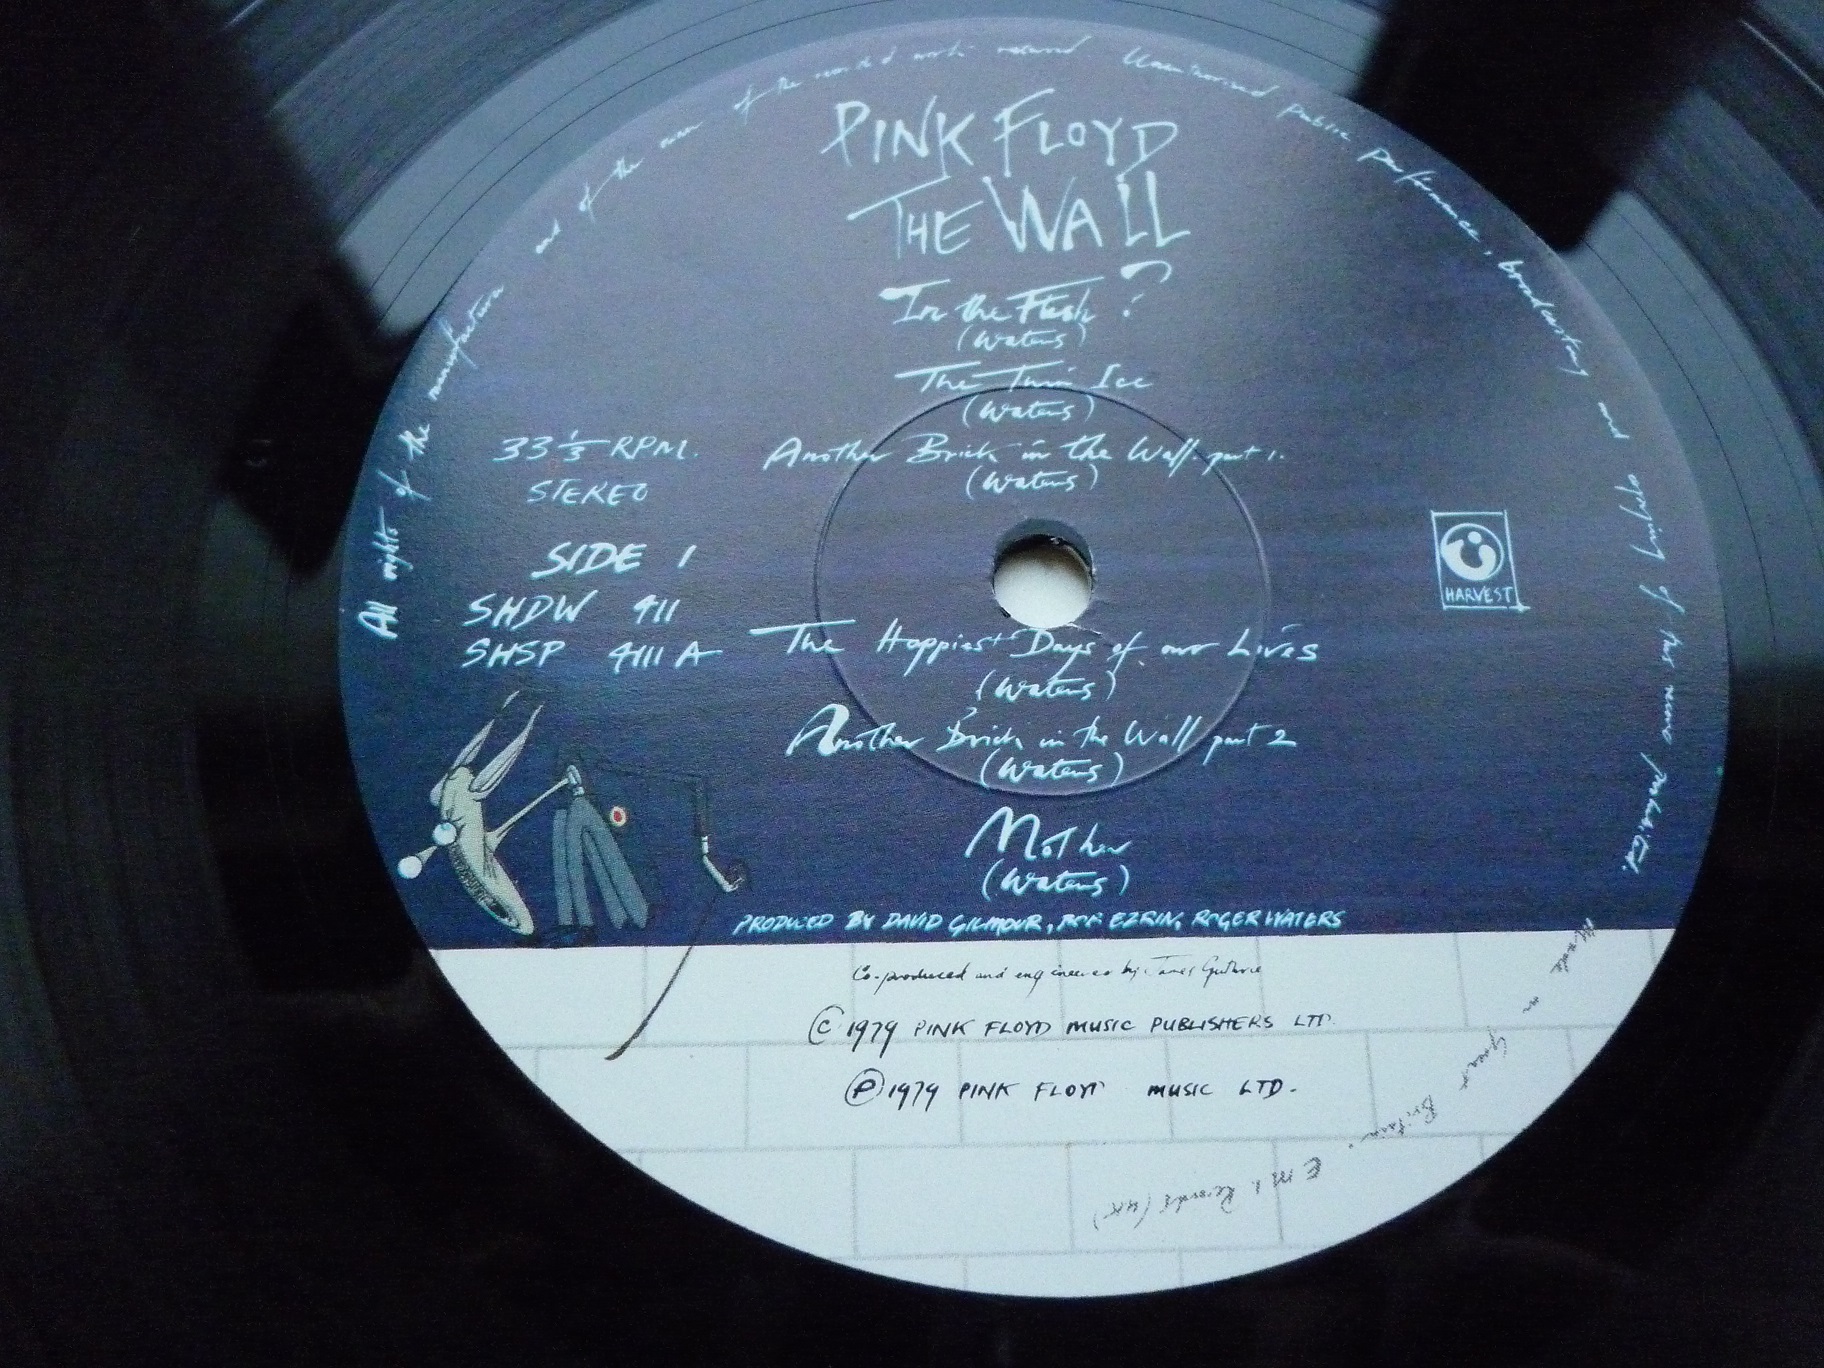 All rights of the manufacturer and of the owner of the recorded work reserved. Unauthorised public performance, broadcasting and copying of this record prohibited.
PINK FLOYD
THE WALL
In the Flesh?
(Waters)
The Thin Ice
(Waters)
33 1/3 RPM.
Another Brick in the Wall. part 1.
STEREO
(Waters)
SIDE 1
HARVEST
SHDW 411
SHSP 4111 A
The Happiest Days of our Lives
(Waters)
Another Brick in the Wall part 2
(Waters)
Mother
(Waters)
PRODUCED BY DAVID GILMOUR, BOB EZRIN, ROGER WATERS
Co-produced and engineered by James Guthrie
© 1979 PINK FLOYD MUSIC PUBLISHERS LTD.
℗ 1979 PINK FLOYD MUSIC LTD.
Made in Great Britain. E.M.I. Records (UK)